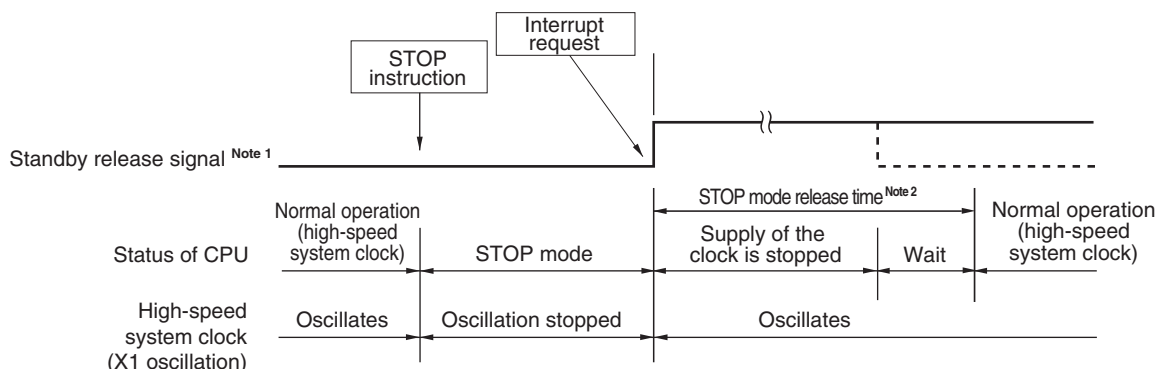 Interrupt
request
STOP
instruction
Standby release signal Note 1
STOP mode release time Note 2
Normal operation
(high-speed
system clock)
Supply of the
clock is stopped
Normal operation
(high-speed
system clock)
Status of CPU
STOP mode
Wait
High-speed
system clock
(X1 oscillation)
Oscillates
Oscillation stopped
Oscillates